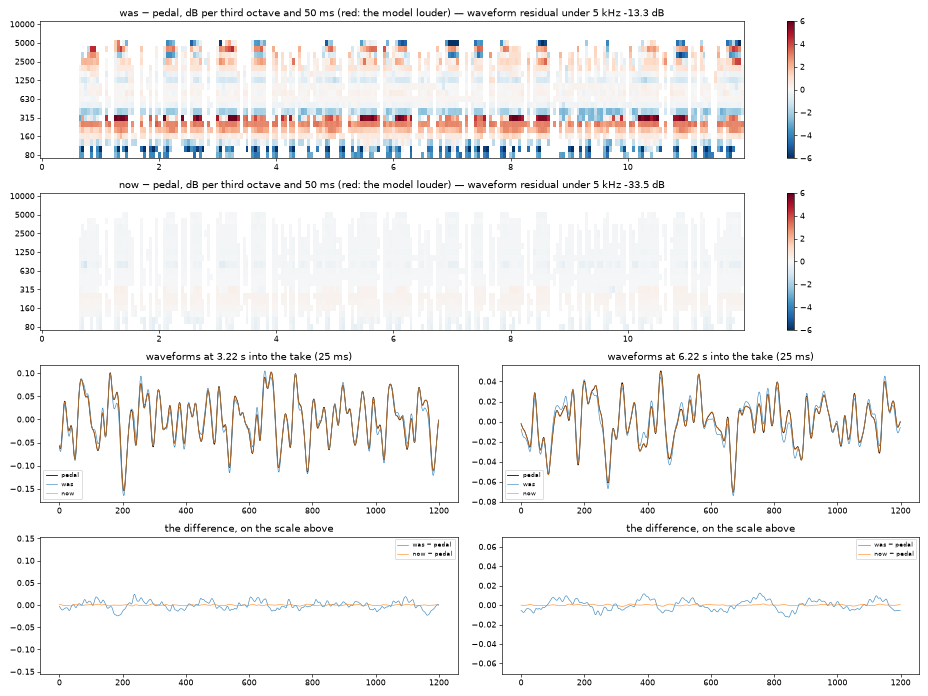 was − pedal, dB per third octave and 50 ms (red: the model louder) — waveform residual under 5 kHz -13.3 dB
10000
5000
2500
1250
630
315
160
80
0 2 4 6 8 10
6
4
2
0
−2
−4
−6
now − pedal, dB per third octave and 50 ms (red: the model louder) — waveform residual under 5 kHz -33.5 dB
10000
5000
2500
1250
630
315
160
80
0 2 4 6 8 10
6
4
2
0
−2
−4
−6
waveforms at 3.22 s into the take (25 ms)
0.10
0.05
0.00
−0.05
−0.10
−0.15
pedal
was
now
0 200 400 600 800 1000 1200
waveforms at 6.22 s into the take (25 ms)
0.04
0.02
0.00
−0.02
−0.04
−0.06
−0.08
pedal
was
now
0 200 400 600 800 1000 1200
the difference, on the scale above
0.15
0.10
0.05
0.00
−0.05
−0.10
−0.15
was − pedal
now − pedal
0 200 400 600 800 1000 1200
the difference, on the scale above
0.06
0.04
0.02
0.00
−0.02
−0.04
−0.06
was − pedal
now − pedal
0 200 400 600 800 1000 1200